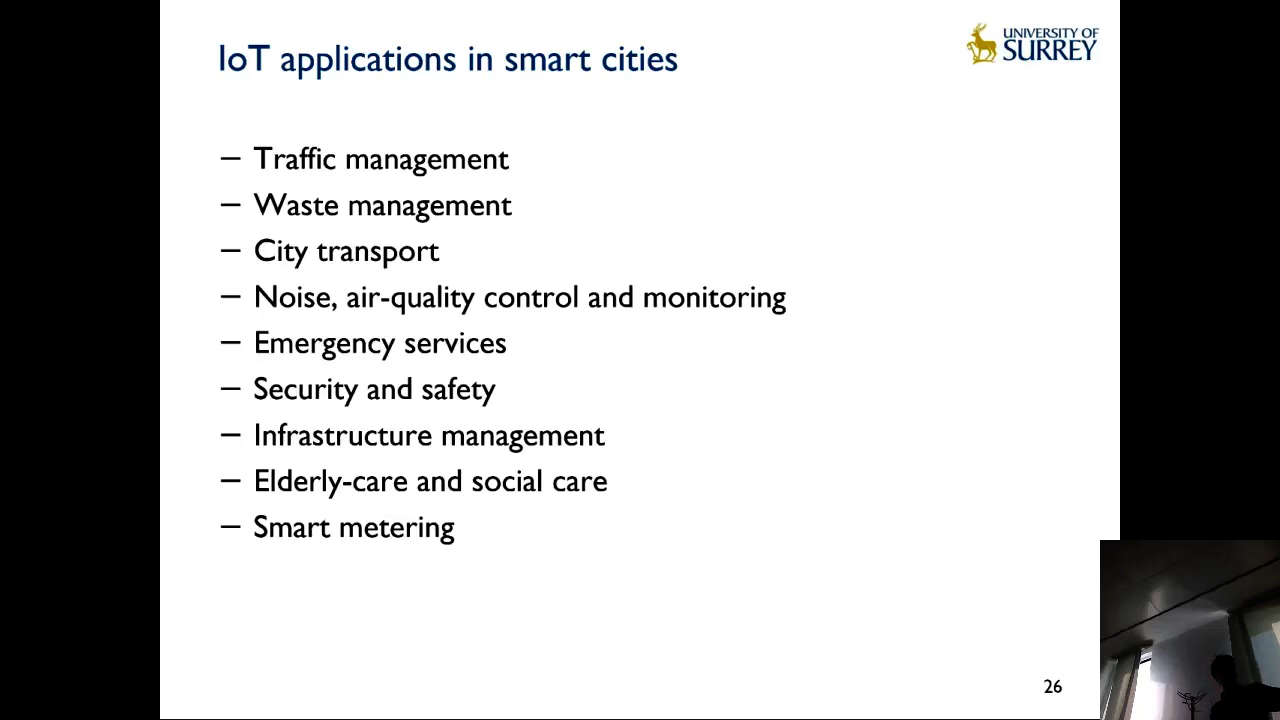 IoT applications in smart cities
UNIVERSITY OF
SURREY
– Traffic management
– Waste management
– City transport
– Noise, air-quality control and monitoring
– Emergency services
– Security and safety
– Infrastructure management
– Elderly-care and social care
– Smart metering
26